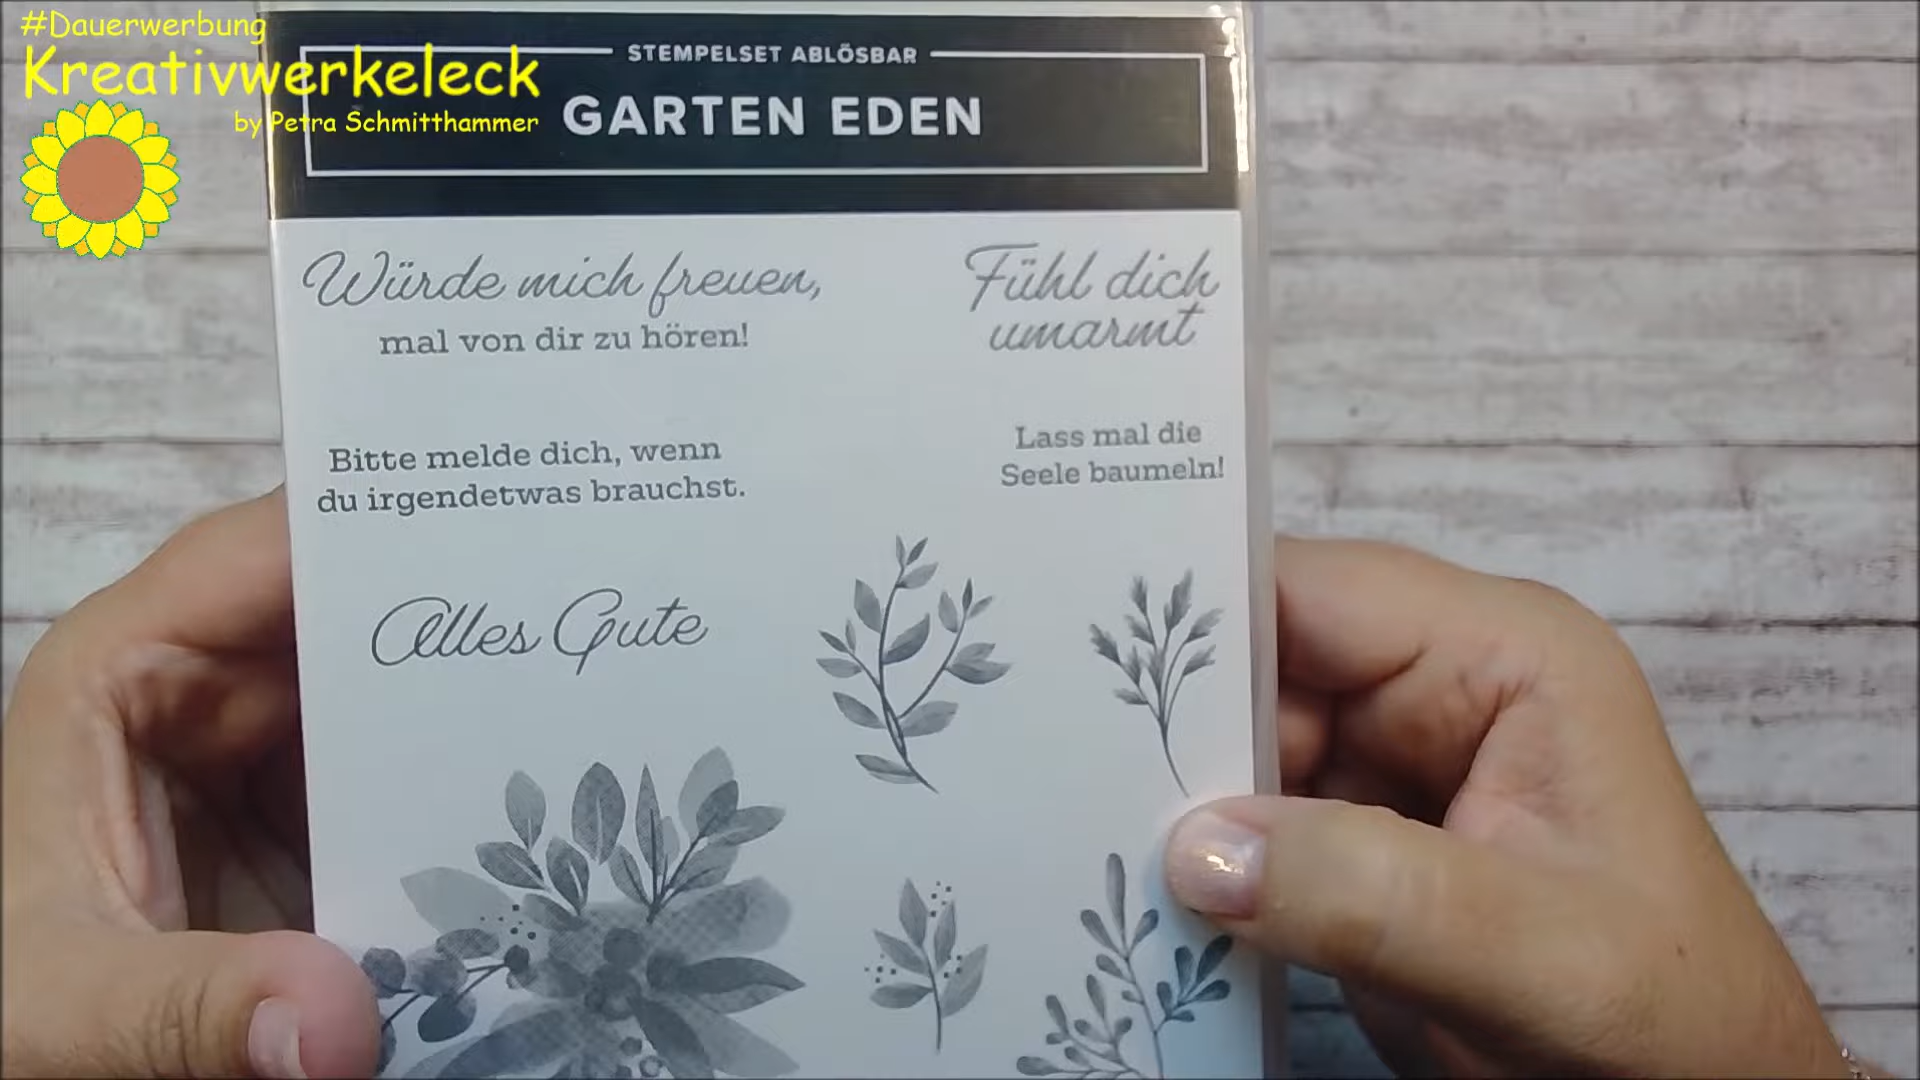 #Dauerwerbung
Kreativwerkeleck
by Petra Schmitthammer
STEMPELSET ABLÖSBAR
GARTEN EDEN
Würde mich freuen,
mal von dir zu hören!
Fühl dich
umarmt
Bitte melde dich, wenn
du irgendetwas brauchst.
Lass mal die
Seele baumeln!
Alles Gute